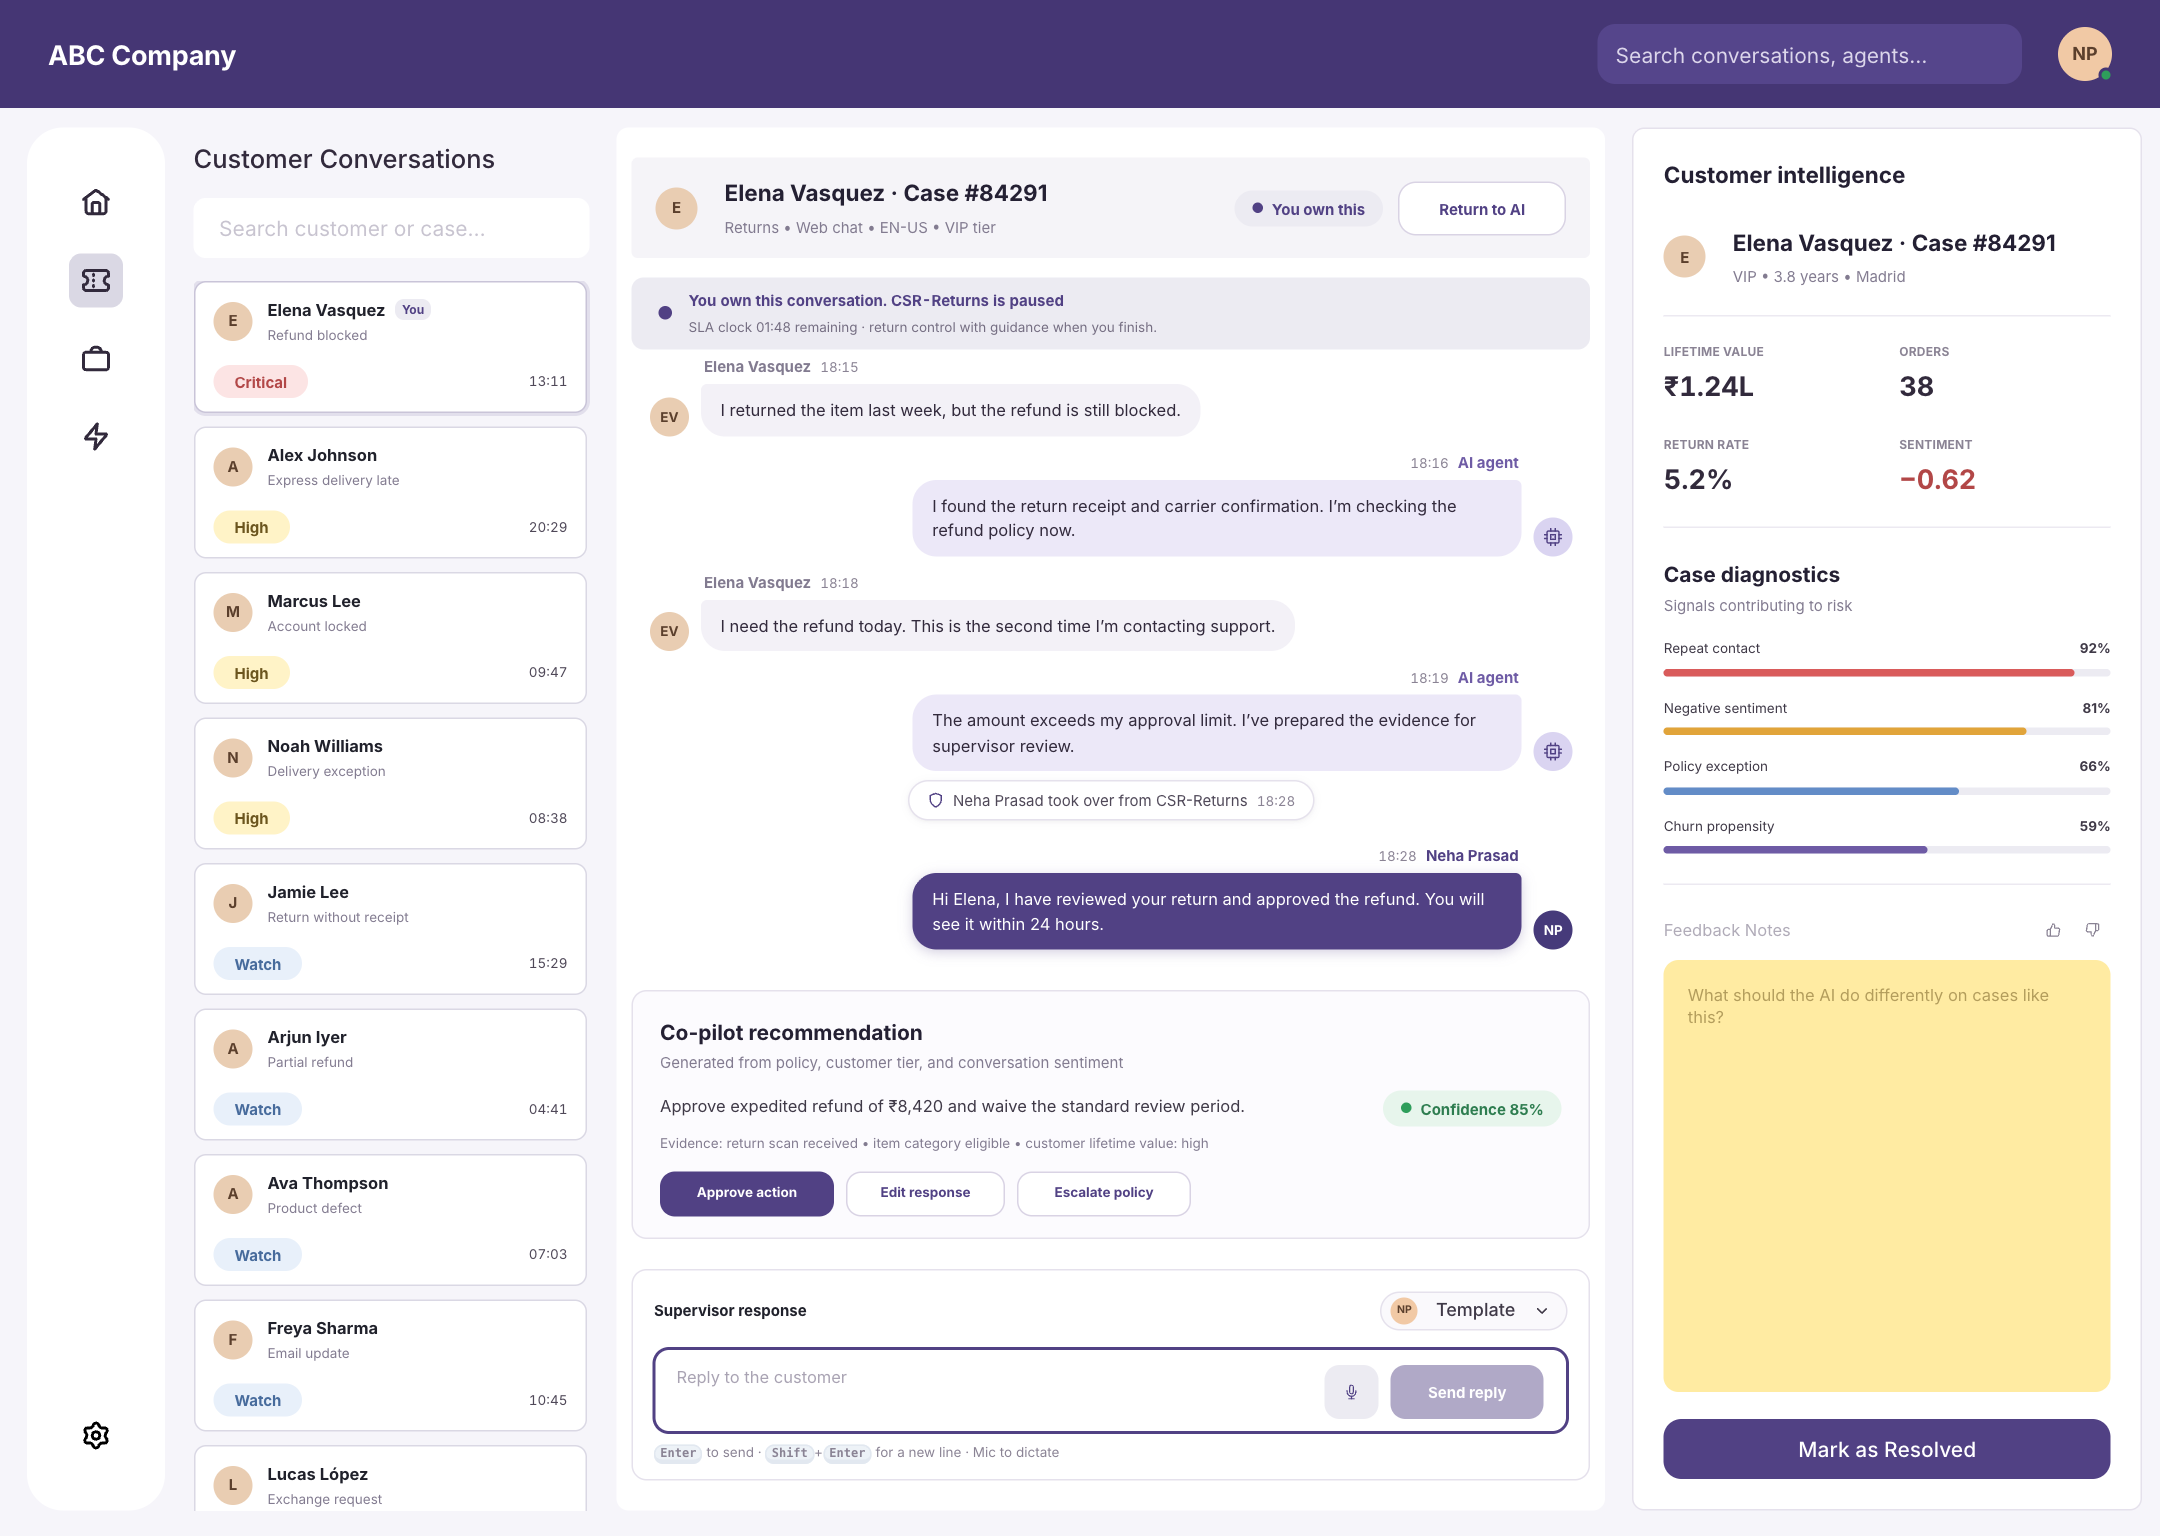 ABC Company
Search conversations, agents...
NP
Customer Conversations
Search customer or case...
E
Elena Vasquez You
Refund blocked
Critical 13:11
A
Alex Johnson
Express delivery late
High 20:29
M
Marcus Lee
Account locked
High 09:47
N
Noah Williams
Delivery exception
High 08:38
J
Jamie Lee
Return without receipt
Watch 15:29
A
Arjun Iyer
Partial refund
Watch 04:41
A
Ava Thompson
Product defect
Watch 07:03
F
Freya Sharma
Email update
Watch 10:45
L
Lucas López
Exchange request
E
Elena Vasquez · Case #84291
Returns • Web chat • EN-US • VIP tier
You own this
Return to AI
You own this conversation. CSR-Returns is paused
SLA clock 01:48 remaining · return control with guidance when you finish.
Elena Vasquez 18:15
EV
I returned the item last week, but the refund is still blocked.
18:16 AI agent
I found the return receipt and carrier confirmation. I’m checking the
refund policy now.
Elena Vasquez 18:18
EV
I need the refund today. This is the second time I’m contacting support.
18:19 AI agent
The amount exceeds my approval limit. I’ve prepared the evidence for
supervisor review.
Neha Prasad took over from CSR-Returns 18:28
18:28 Neha Prasad
Hi Elena, I have reviewed your return and approved the refund. You will
see it within 24 hours.
NP
Co-pilot recommendation
Generated from policy, customer tier, and conversation sentiment
Approve expedited refund of ₹8,420 and waive the standard review period.
Confidence 85%
Evidence: return scan received • item category eligible • customer lifetime value: high
Approve action
Edit response
Escalate policy
Supervisor response
NP Template
Reply to the customer
Send reply
Enter to send · Shift+Enter for a new line · Mic to dictate
Customer intelligence
E
Elena Vasquez · Case #84291
VIP • 3.8 years • Madrid
LIFETIME VALUE
₹1.24L
ORDERS
38
RETURN RATE
5.2%
SENTIMENT
−0.62
Case diagnostics
Signals contributing to risk
Repeat contact 92%
Negative sentiment 81%
Policy exception 66%
Churn propensity 59%
Feedback Notes
What should the AI do differently on cases like
this?
Mark as Resolved